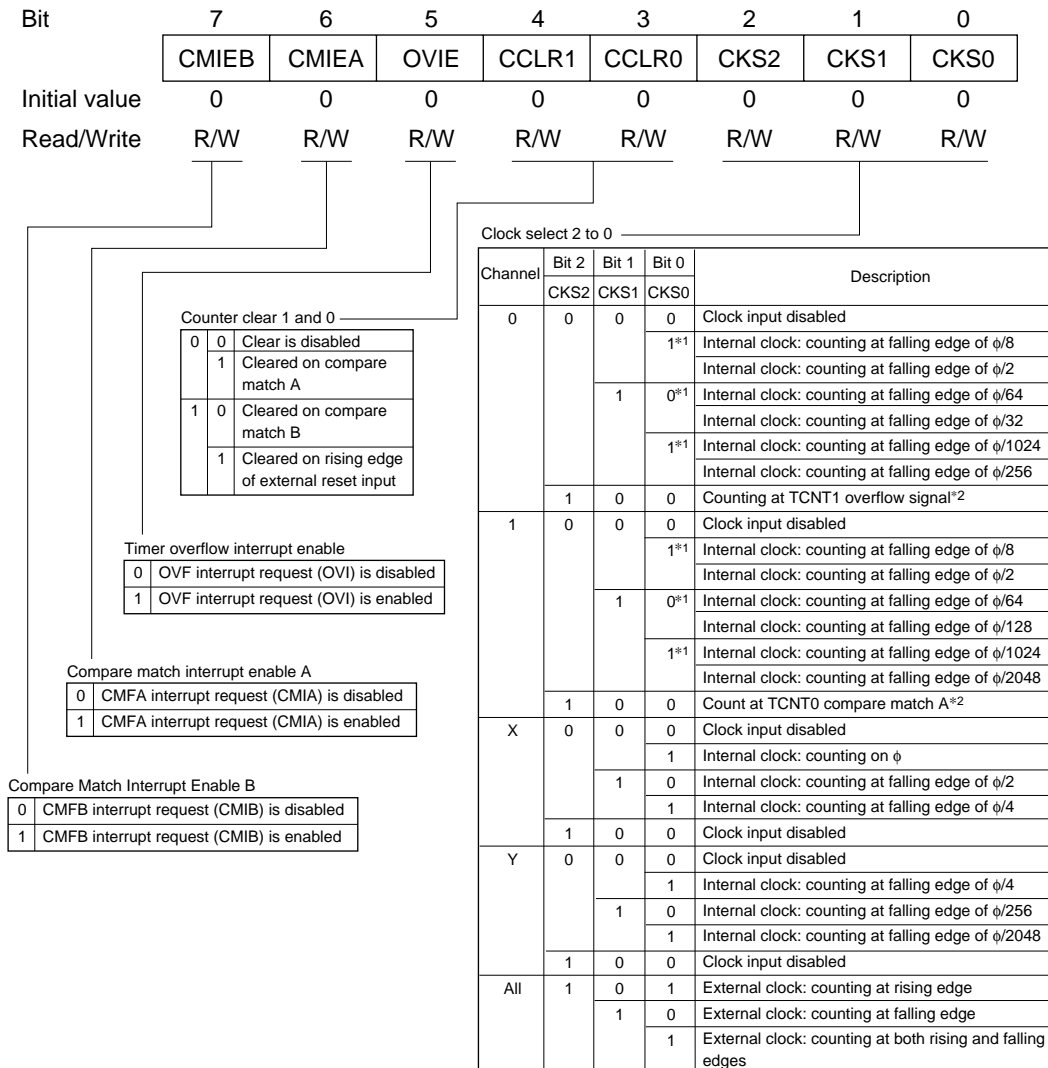 Bit 7 6 5 4 3 2 1 0
CMIEB CMIEA OVIE CCLR1 CCLR0 CKS2 CKS1 CKS0
Initial value 0 0 0 0 0 0 0 0
Read/Write R/W R/W R/W R/W R/W R/W R/W R/W
Clock select 2 to 0
Channel Bit 2 Bit 1 Bit 0 Description
CKS2 CKS1 CKS0
0 0 0 0 Clock input disabled
1*1 Internal clock: counting at falling edge of ϕ/8
Internal clock: counting at falling edge of ϕ/2
1 0*1 Internal clock: counting at falling edge of ϕ/64
Internal clock: counting at falling edge of ϕ/32
1*1 Internal clock: counting at falling edge of ϕ/1024
Internal clock: counting at falling edge of ϕ/256
1 0 0 Counting at TCNT1 overflow signal*2
1 0 0 0 Clock input disabled
1*1 Internal clock: counting at falling edge of ϕ/8
Internal clock: counting at falling edge of ϕ/2
1 0*1 Internal clock: counting at falling edge of ϕ/64
Internal clock: counting at falling edge of ϕ/128
1*1 Internal clock: counting at falling edge of ϕ/1024
Internal clock: counting at falling edge of ϕ/2048
1 0 0 Count at TCNT0 compare match A*2
X 0 0 0 Clock input disabled
1 Internal clock: counting on ϕ
1 0 Internal clock: counting at falling edge of ϕ/2
1 Internal clock: counting at falling edge of ϕ/4
1 0 0 Clock input disabled
Y 0 0 0 Clock input disabled
1 Internal clock: counting at falling edge of ϕ/4
1 0 Internal clock: counting at falling edge of ϕ/256
1 Internal clock: counting at falling edge of ϕ/2048
1 0 0 Clock input disabled
All 1 0 1 External clock: counting at rising edge
1 0 External clock: counting at falling edge
1 External clock: counting at both rising and falling
edges
Counter clear 1 and 0
0 0 Clear is disabled
1 Cleared on compare
match A
1 0 Cleared on compare
match B
1 Cleared on rising edge
of external reset input
Timer overflow interrupt enable
0 OVF interrupt request (OVI) is disabled
1 OVF interrupt request (OVI) is enabled
Compare match interrupt enable A
0 CMFA interrupt request (CMIA) is disabled
1 CMFA interrupt request (CMIA) is enabled
Compare Match Interrupt Enable B
0 CMFB interrupt request (CMIB) is disabled
1 CMFB interrupt request (CMIB) is enabled